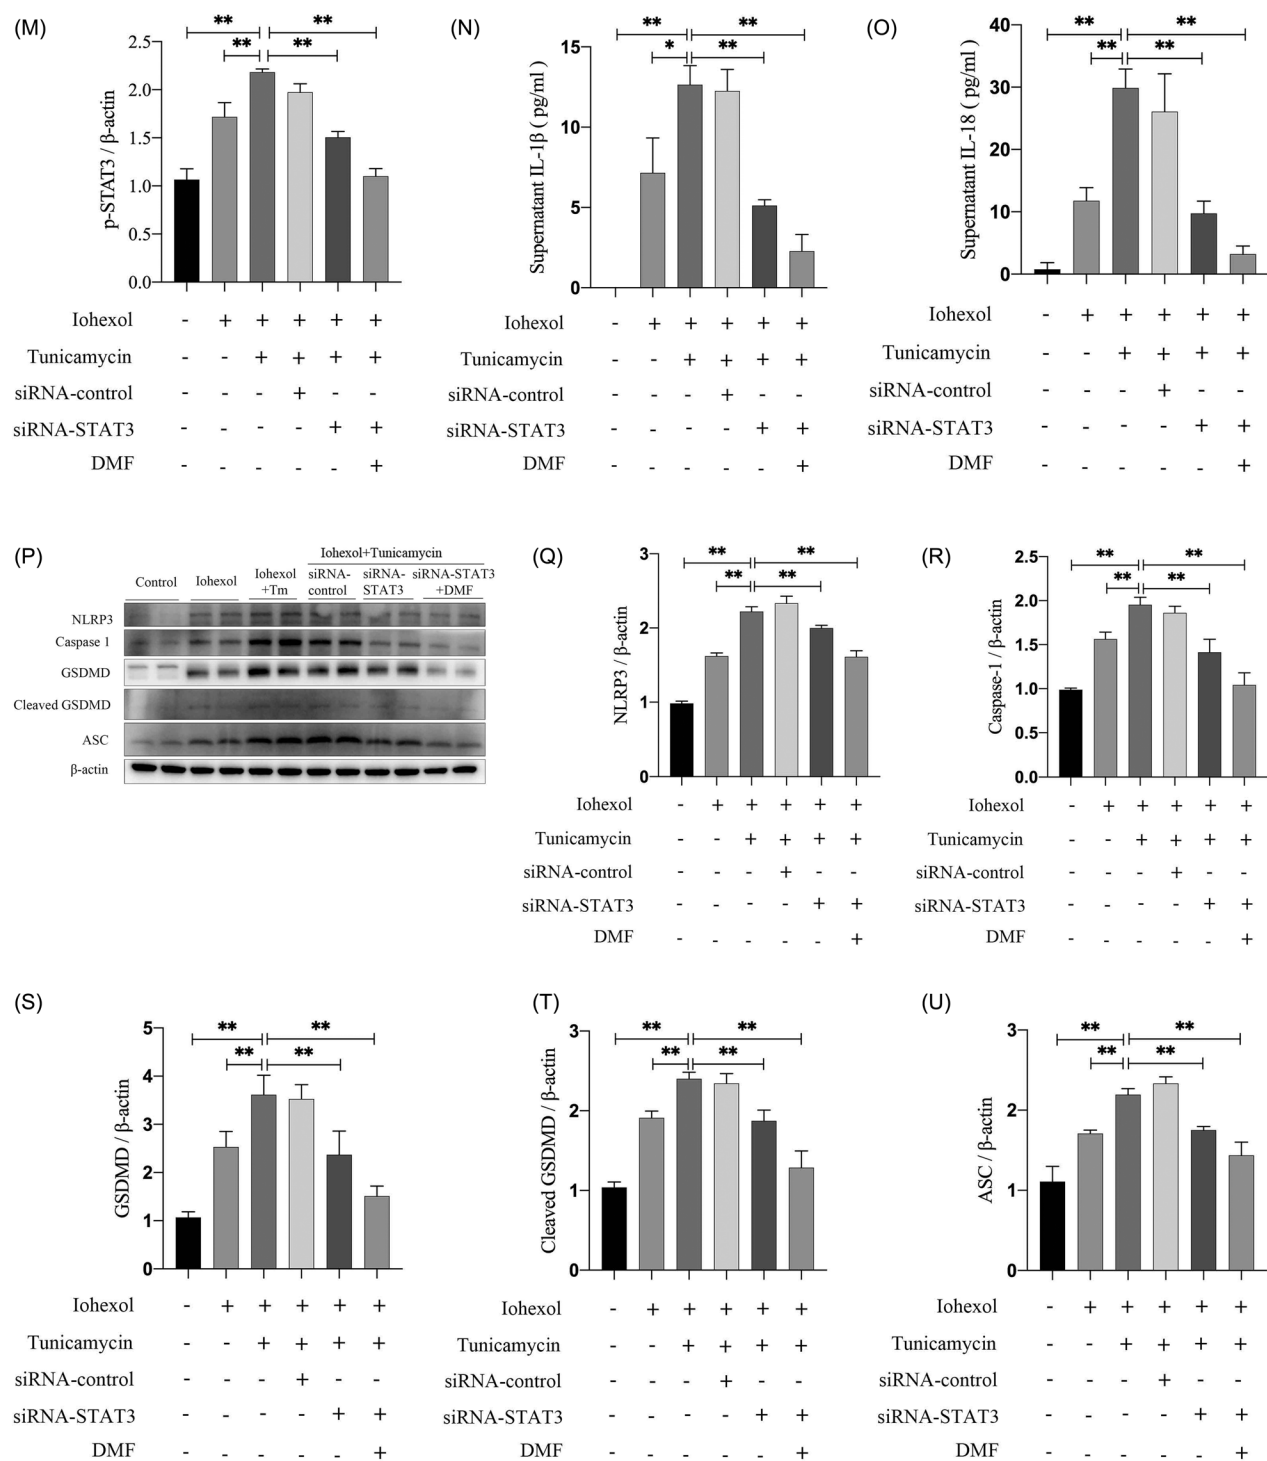 (M)
** **
** **
2.5
2.0
1.5
1.0
0.5
0.0
p-STAT3 / β-actin
Iohexol - + + + + +
Tunicamycin - - + + + +
siRNA-control - - - + - -
siRNA-STAT3 - - - - + +
DMF - - - - - +
(N)
** **
* **
15
10
5
0
Supernatant IL-1β ( pg/ml )
Iohexol - + + + + +
Tunicamycin - - + + + +
siRNA-control - - - + - -
siRNA-STAT3 - - - - + +
DMF - - - - - +
(O)
** **
** **
40
30
20
10
0
Supernatant IL-18 ( pg/ml )
Iohexol - + + + + +
Tunicamycin - - + + + +
siRNA-control - - - + - -
siRNA-STAT3 - - - - + +
DMF - - - - - +
(P)
Iohexol+Tunicamycin
Control Iohexol Iohexol +Tm siRNA-control siRNA-STAT3 siRNA-STAT3 +DMF
NLRP3
Caspase 1
GSDMD
Cleaved GSDMD
ASC
β-actin
(Q)
** **
** **
3
2
1
0
NLRP3 / β-actin
Iohexol - + + + + +
Tunicamycin - - + + + +
siRNA-control - - - + - -
siRNA-STAT3 - - - - + +
DMF - - - - - +
(R)
** **
** **
2.5
2.0
1.5
1.0
0.5
0.0
Caspase-1 / β-actin
Iohexol - + + + + +
Tunicamycin - - + + + +
siRNA-control - - - + - -
siRNA-STAT3 - - - - + +
DMF - - - - - +
(S)
** **
** **
5
4
3
2
1
0
GSDMD / β-actin
Iohexol - + + + + +
Tunicamycin - - + + + +
siRNA-control - - - + - -
siRNA-STAT3 - - - - + +
DMF - - - - - +
(T)
** **
** **
3
2
1
0
Cleaved GSDMD / β-actin
Iohexol - + + + + +
Tunicamycin - - + + + +
siRNA-control - - - + - -
siRNA-STAT3 - - - - + +
DMF - - - - - +
(U)
** **
** **
3
2
1
0
ASC / β-actin
Iohexol - + + + + +
Tunicamycin - - + + + +
siRNA-control - - - + - -
siRNA-STAT3 - - - - + +
DMF - - - - - +